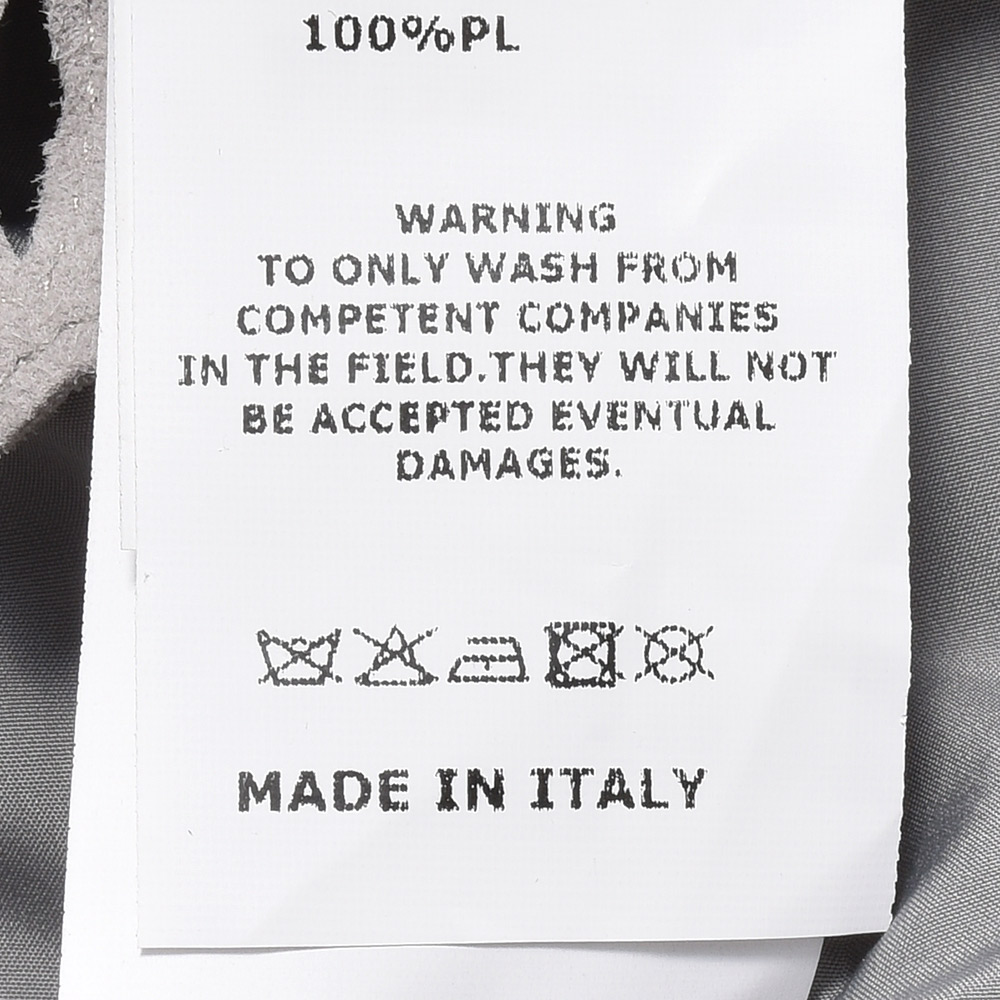 100%PL
WARNING
TO ONLY WASH FROM
COMPETENT COMPANIES
IN THE FIELD.THEY WILL NOT
BE ACCEPTED EVENTUAL
DAMAGES.
MADE IN ITALY